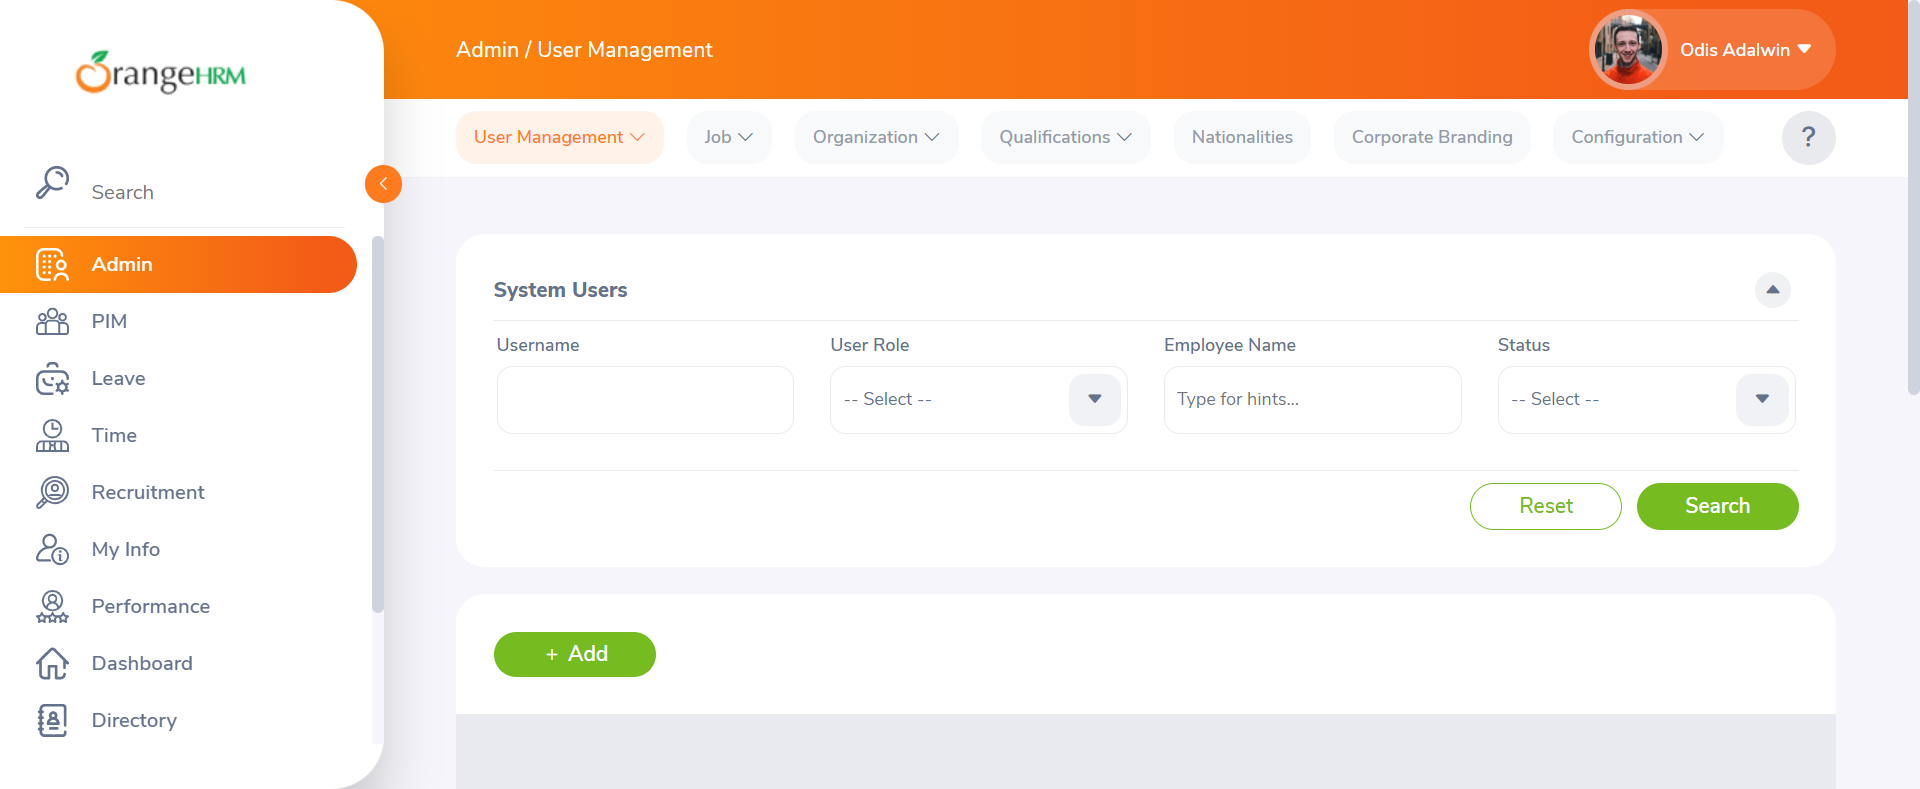 OrangeHRM
Search
Admin
PIM
Leave
Time
Recruitment
My Info
Performance
Dashboard
Directory
Admin / User Management
Odis Adalwin
User Management
Job
Organization
Qualifications
Nationalities
Corporate Branding
Configuration
?
System Users
Username
User Role
Employee Name
Status
-- Select --
Type for hints...
-- Select --
Reset
Search
+ Add